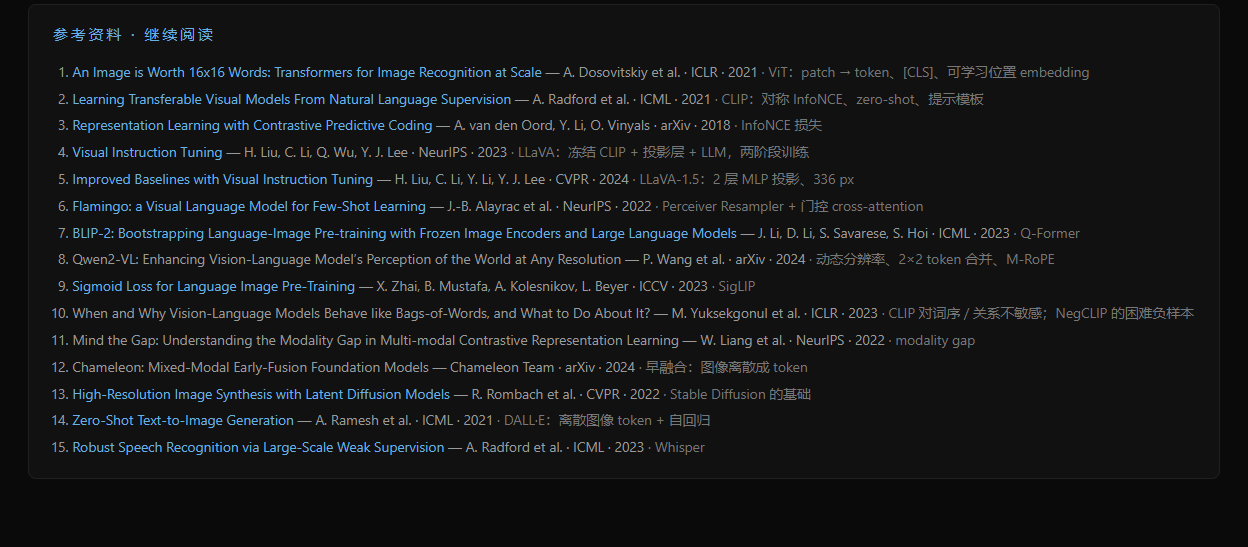 参考资料 · 继续阅读
1. An Image is Worth 16x16 Words: Transformers for Image Recognition at Scale — A. Dosovitskiy et al. · ICLR · 2021 · ViT：patch → token、[CLS]、可学习位置 embedding
2. Learning Transferable Visual Models From Natural Language Supervision — A. Radford et al. · ICML · 2021 · CLIP：对称 InfoNCE、zero-shot、提示模板
3. Representation Learning with Contrastive Predictive Coding — A. van den Oord, Y. Li, O. Vinyals · arXiv · 2018 · InfoNCE 损失
4. Visual Instruction Tuning — H. Liu, C. Li, Q. Wu, Y. J. Lee · NeurIPS · 2023 · LLaVA：冻结 CLIP + 投影层 + LLM，两阶段训练
5. Improved Baselines with Visual Instruction Tuning — H. Liu, C. Li, Y. Li, Y. J. Lee · CVPR · 2024 · LLaVA-1.5：2 层 MLP 投影、336 px
6. Flamingo: a Visual Language Model for Few-Shot Learning — J.-B. Alayrac et al. · NeurIPS · 2022 · Perceiver Resampler + 门控 cross-attention
7. BLIP-2: Bootstrapping Language-Image Pre-training with Frozen Image Encoders and Large Language Models — J. Li, D. Li, S. Savarese, S. Hoi · ICML · 2023 · Q-Former
8. Qwen2-VL: Enhancing Vision-Language Model’s Perception of the World at Any Resolution — P. Wang et al. · arXiv · 2024 · 动态分辨率、2×2 token 合并、M-RoPE
9. Sigmoid Loss for Language Image Pre-Training — X. Zhai, B. Mustafa, A. Kolesnikov, L. Beyer · ICCV · 2023 · SigLIP
10. When and Why Vision-Language Models Behave like Bags-of-Words, and What to Do About It? — M. Yuksekgonul et al. · ICLR · 2023 · CLIP 对词序 / 关系不敏感；NegCLIP 的困难负样本
11. Mind the Gap: Understanding the Modality Gap in Multi-modal Contrastive Representation Learning — W. Liang et al. · NeurIPS · 2022 · modality gap
12. Chameleon: Mixed-Modal Early-Fusion Foundation Models — Chameleon Team · arXiv · 2024 · 早融合：图像离散成 token
13. High-Resolution Image Synthesis with Latent Diffusion Models — R. Rombach et al. · CVPR · 2022 · Stable Diffusion 的基础
14. Zero-Shot Text-to-Image Generation — A. Ramesh et al. · ICML · 2021 · DALL·E：离散图像 token + 自回归
15. Robust Speech Recognition via Large-Scale Weak Supervision — A. Radford et al. · ICML · 2023 · Whisper